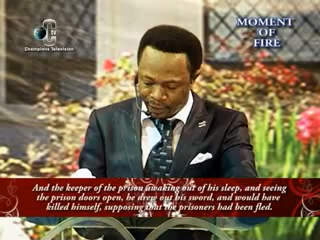 MOMENT
OF
FIRE
Champions Television
And the keeper of the prison awaking out of his sleep, and seeing
the prison doors open, he drew out his sword, and would have
killed himself, supposing that the prisoners had been fled.